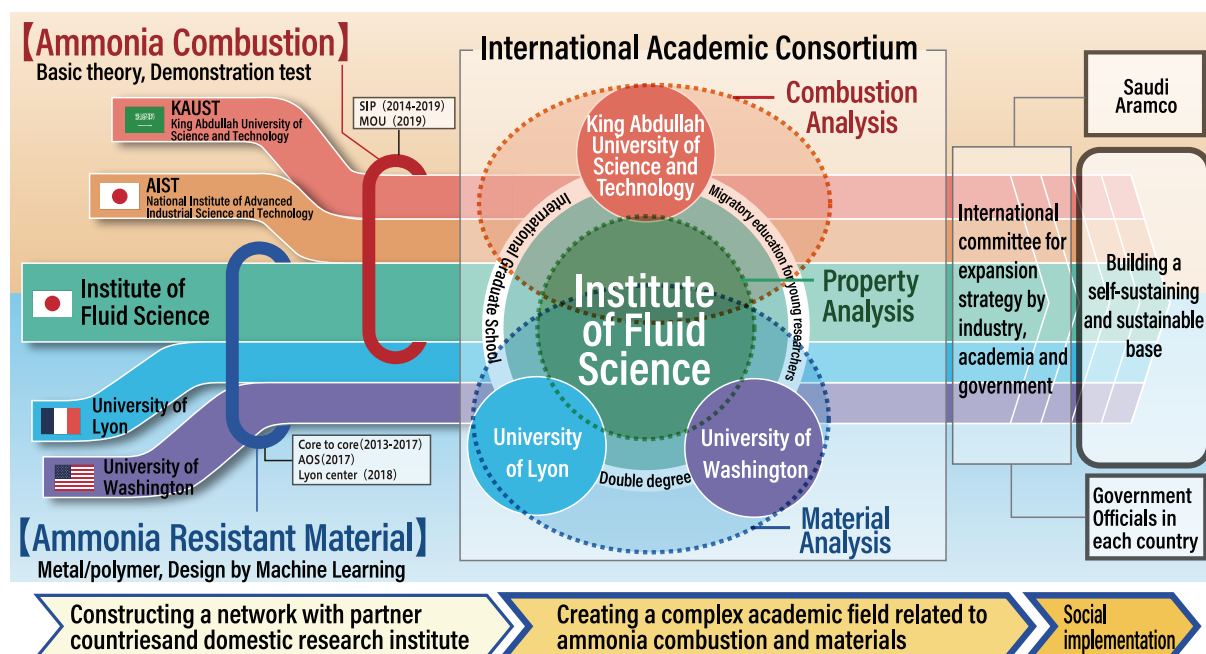 【Ammonia Combustion】
Basic theory, Demonstration test
KAUST
King Abdullah University of
Science and Technology
SIP (2014-2019)
MOU (2019)
AIST
National Institute of Advanced
Industrial Science and Technology
Institute of
Fluid Science
University of
Lyon
University of
Washington
Core to core(2013-2017)
AOS(2017)
Lyon center (2018)
【Ammonia Resistant Material】
Metal/polymer, Design by Machine Learning
International Academic Consortium
Combustion
Analysis
King Abdullah
University of
Science and
Technology
International Graduate School
Migratory education for young researchers
Property
Analysis
Institute
of Fluid
Science
University
of Lyon
University of
Washington
Double degree
Material
Analysis
International
committee for
expansion
strategy by
industry,
academia and
government
Saudi
Aramco
Building a
self-sustaining
and sustainable
base
Government
Officials in
each country
Constructing a network with partner
countriesand domestic research institute
Creating a complex academic field related to
ammonia combustion and materials
Social
implementation